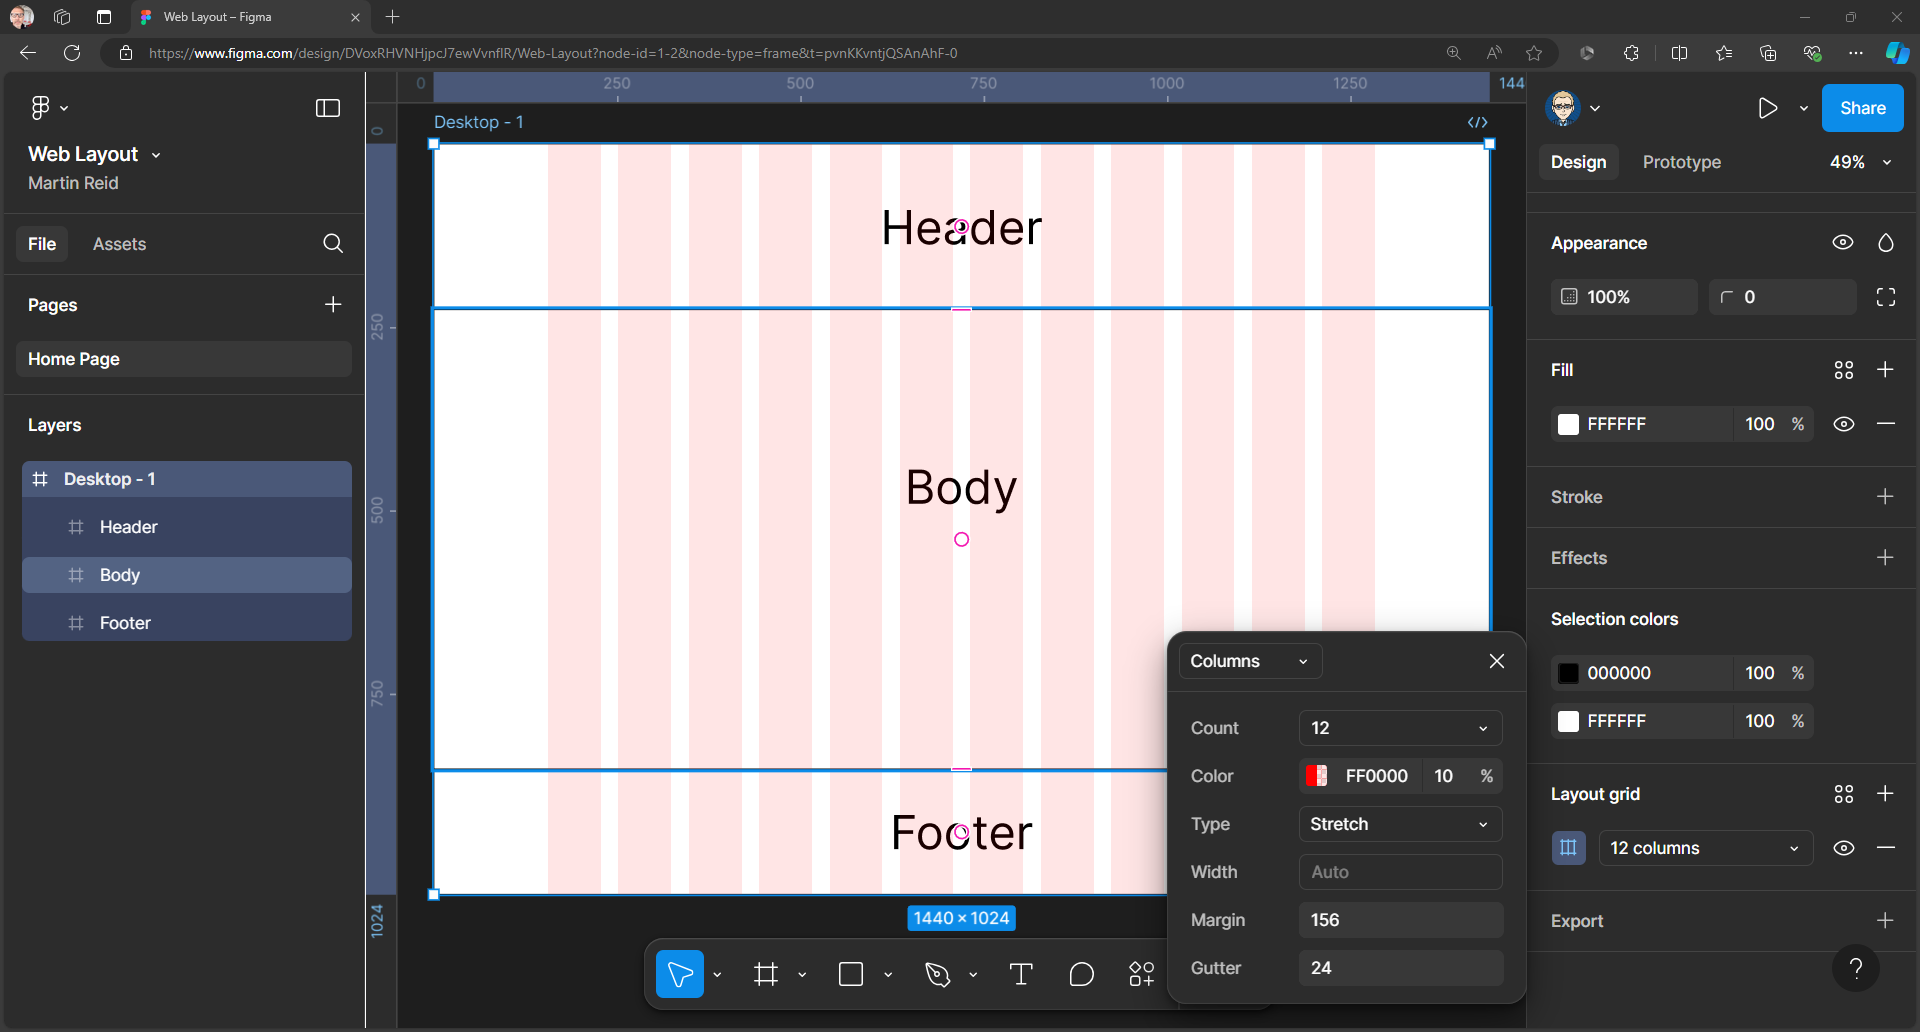 Web Layout – Figma
https://www.figma.com/design/DVoxRHVNHjpcJ7ewVvnflR/Web-Layout?node-id=1-2&node-type=frame&t=pvnKKvntjQSAnAhF-0
Web Layout
Martin Reid
File
Assets
Pages
Home Page
Layers
Desktop - 1
Header
Body
Footer
0
250
500
750
1000
1250
144
0
250
500
750
1024
Desktop - 1
Header
Body
Footer
1440 × 1024
Columns
Count
12
Color
FF0000
10
%
Type
Stretch
Width
Auto
Margin
156
Gutter
24
Share
Design
Prototype
49%
Appearance
100%
0
Fill
FFFFFF
100
%
Stroke
Effects
Selection colors
000000
100
%
FFFFFF
100
%
Layout grid
12 columns
Export
?